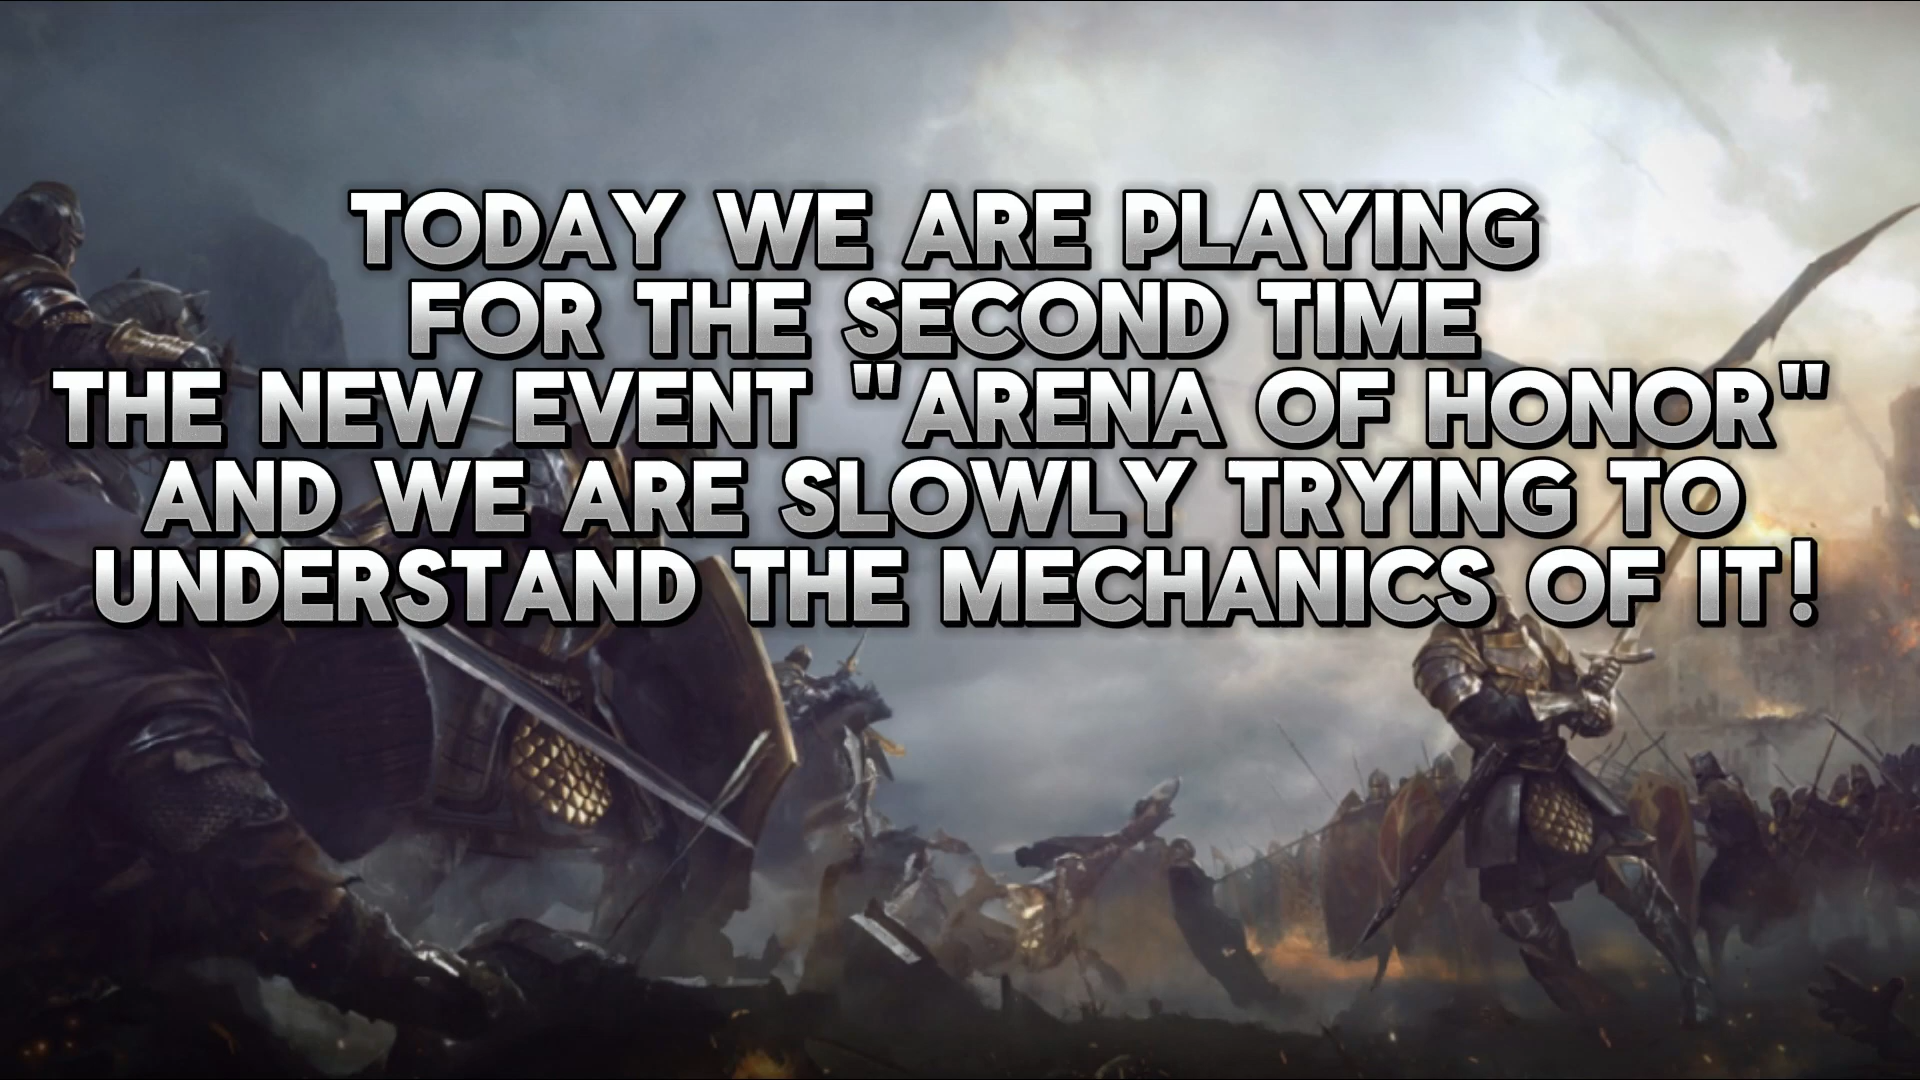 TODAY WE ARE PLAYING
FOR THE SECOND TIME
THE NEW EVENT "ARENA OF HONOR"
AND WE ARE SLOWLY TRYING TO
UNDERSTAND THE MECHANICS OF IT!